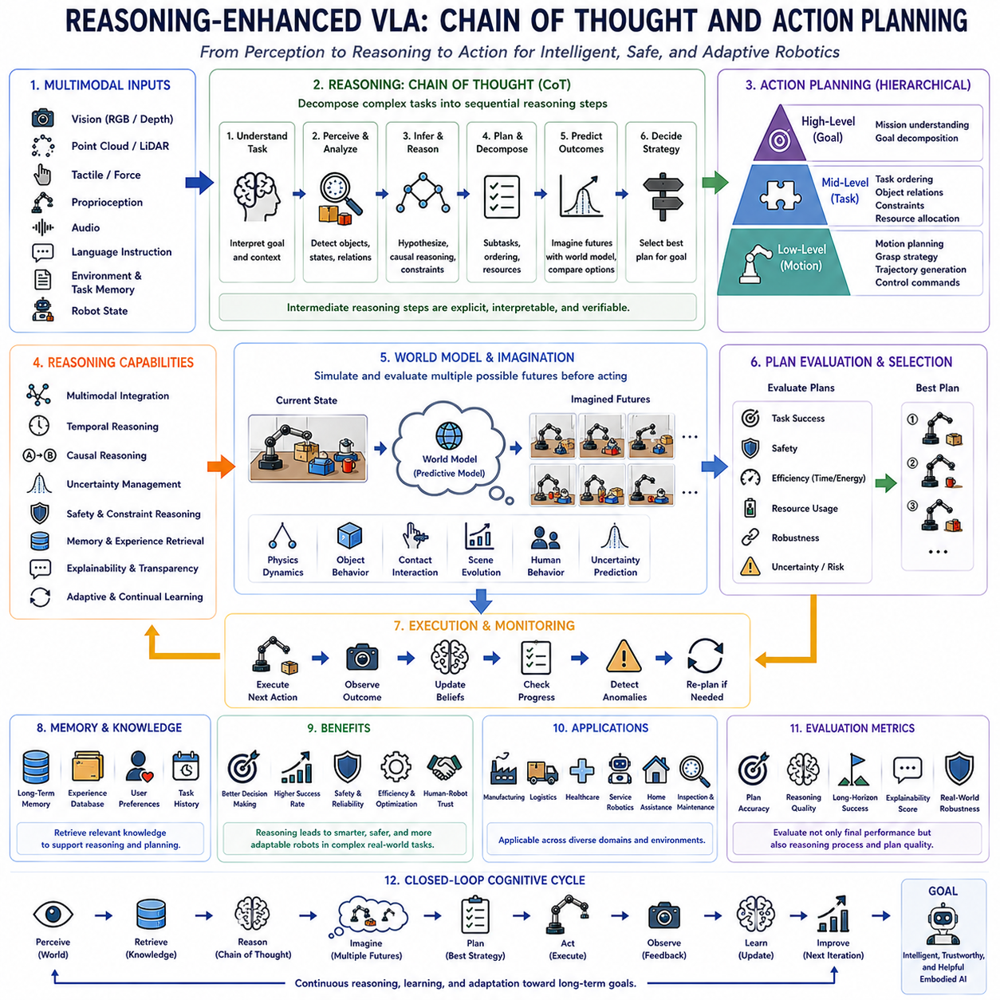 REASONING-ENHANCED VLA: CHAIN OF THOUGHT AND ACTION PLANNING
From Perception to Reasoning to Action for Intelligent, Safe, and Adaptive Robotics
1. MULTIMODAL INPUTS
Vision (RGB / Depth)
Point Cloud / LiDAR
Tactile / Force
Proprioception
Audio
Language Instruction
Environment &
Task Memory
Robot State
2. REASONING: CHAIN OF THOUGHT (CoT)
Decompose complex tasks into sequential reasoning steps
1. Understand
Task
Interpret goal
and context
2. Perceive &
Analyze
Detect objects,
states, relations
3. Infer &
Reason
Hypothesize,
causal reasoning,
constraints
4. Plan &
Decompose
Subtasks,
ordering,
resources
5. Predict
Outcomes
Imagine futures
with world model,
compare options
6. Decide
Strategy
Select best
plan for goal
Intermediate reasoning steps are explicit, interpretable, and verifiable.
3. ACTION PLANNING (HIERARCHICAL)
High-Level
(Goal)
Mission understanding
Goal decomposition
Mid-Level
(Task)
Task ordering
Object relations
Constraints
Resource allocation
Low-Level
(Motion)
Motion planning
Grasp strategy
Trajectory generation
Control commands
4. REASONING CAPABILITIES
Multimodal Integration
Temporal Reasoning
A
B
Causal Reasoning
Uncertainty Management
Safety & Constraint Reasoning
Memory & Experience Retrieval
Explainability & Transparency
Adaptive & Continual Learning
5. WORLD MODEL & IMAGINATION
Simulate and evaluate multiple possible futures before acting
Current State
World Model
(Predictive Model)
Imagined Futures
...
...
Physics
Dynamics
Object
Behavior
Contact
Interaction
Scene
Evolution
Human
Behavior
Uncertainty
Prediction
6. PLAN EVALUATION & SELECTION
Evaluate Plans
Task Success
Safety
Efficiency (Time/Energy)
Resource Usage
Robustness
Uncertainty / Risk
Best Plan
1
2
3
...
7. EXECUTION & MONITORING
Execute
Next Action
Observe
Outcome
Update
Beliefs
Check
Progress
Detect
Anomalies
Re-plan if
Needed
8. MEMORY & KNOWLEDGE
Long-Term
Memory
Experience
Database
User
Preferences
Task
History
Retrieve relevant knowledge
to support reasoning and planning.
9. BENEFITS
Better Decision
Making
Higher Success
Rate
Safety &
Reliability
Efficiency &
Optimization
Human-Robot
Trust
Reasoning leads to smarter, safer, and more
adaptable robots in complex real-world tasks.
10. APPLICATIONS
Manufacturing
Logistics
Healthcare
Service
Robotics
Home
Assistance
Inspection &
Maintenance
Applicable across diverse domains and environments.
11. EVALUATION METRICS
Plan
Accuracy
Reasoning
Quality
Long-Horizon
Success
Explainability
Score
Real-World
Robustness
Evaluate not only final performance but
also reasoning process and plan quality.
12. CLOSED-LOOP COGNITIVE CYCLE
Perceive
(World)
Retrieve
(Knowledge)
Reason
(Chain of Thought)
Imagine
(Multiple Futures)
Plan
(Best Strategy)
Act
(Execute)
Observe
(Feedback)
Learn
(Update)
Improve
(Next Iteration)
Continuous reasoning, learning, and adaptation toward long-term goals.
GOAL
Intelligent, Trustworthy,
and Helpful
Embodied AI